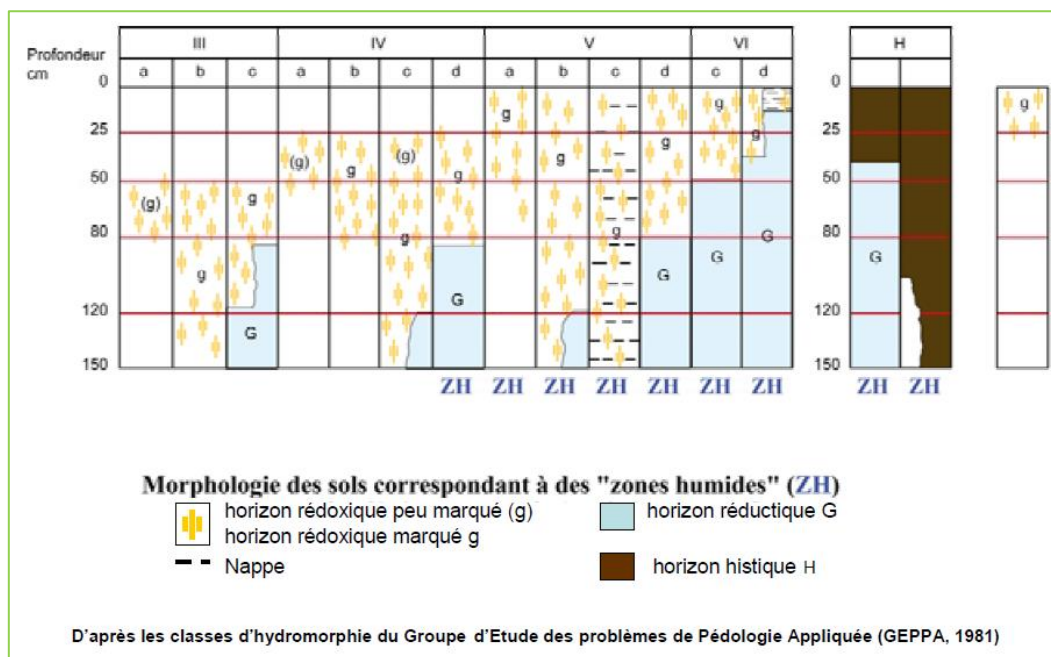 III IV V VI H
Profondeur
cm
a b c a b c d a b c d c d
0 0
g g g g
25 25
(g) (g) g g g
g g
50 50
(g) g g
80 80
g g G G
G G
g
120 120
G
150 150
ZH ZH ZH ZH ZH ZH ZH ZH ZH
Morphologie des sols correspondant à des "zones humides" (ZH)
horizon rédoxique peu marqué (g)
horizon rédoxique marqué g
Nappe
horizon réductique G
horizon histique H
D'après les classes d'hydromorphie du Groupe d'Etude des problèmes de Pédologie Appliquée (GEPPA, 1981)